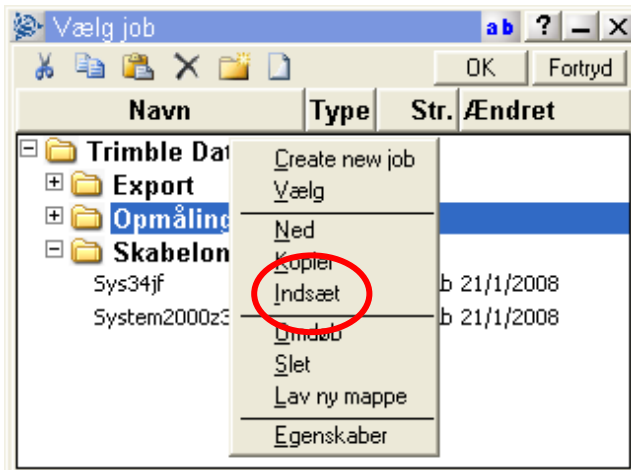 Vælg job ab ? X
OK Fortryd
Navn Type Str. Ændret
Trimble Dat
Export
Opmåling
Skabelon
Sys34jf b 21/1/2008
System2000z3 b 21/1/2008
Create new job
Vælg
Ned
Kopier
Indsæt
Omdøb
Slet
Lav ny mappe
Egenskaber